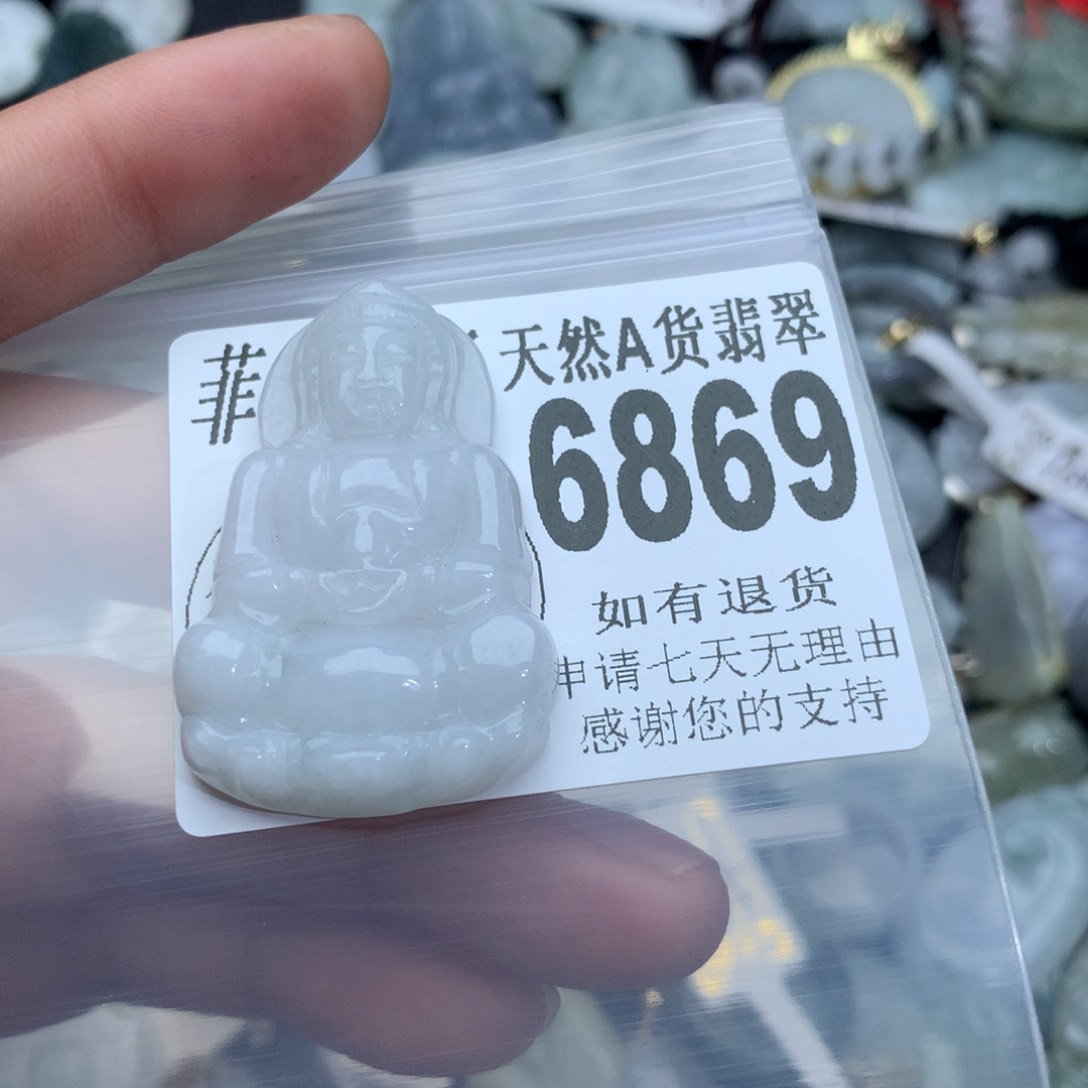 菲 天然A货翡翠
6869
如有退货
申请七天无理由
感谢您的支持